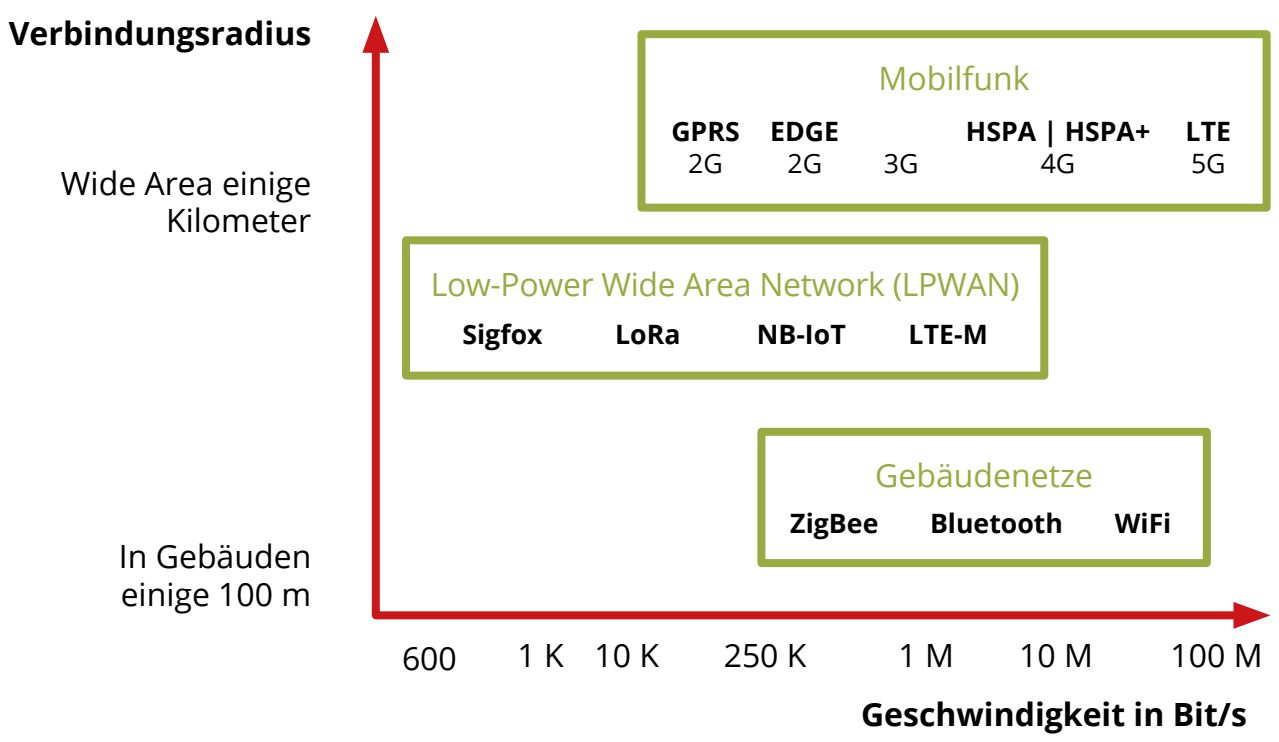 Verbindungsradius
Mobilfunk
GPRS EDGE HSPA | HSPA+ LTE
2G 2G 3G 4G 5G
Wide Area einige
Kilometer
Low-Power Wide Area Network (LPWAN)
Sigfox LoRa NB-IoT LTE-M
Gebäudenetze
ZigBee Bluetooth WiFi
In Gebäuden
einige 100 m
600 1 K 10 K 250 K 1 M 10 M 100 M
Geschwindigkeit in Bit/s